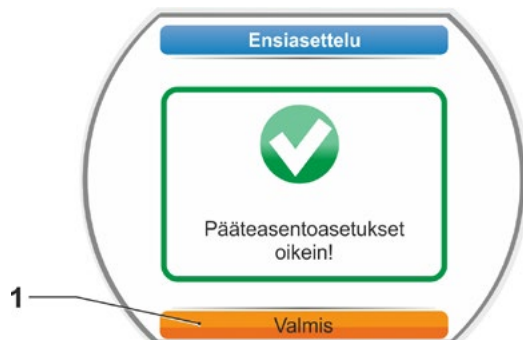 Ensiasettelu
Pääteasentoasetukset
oikein!
1
Valmis